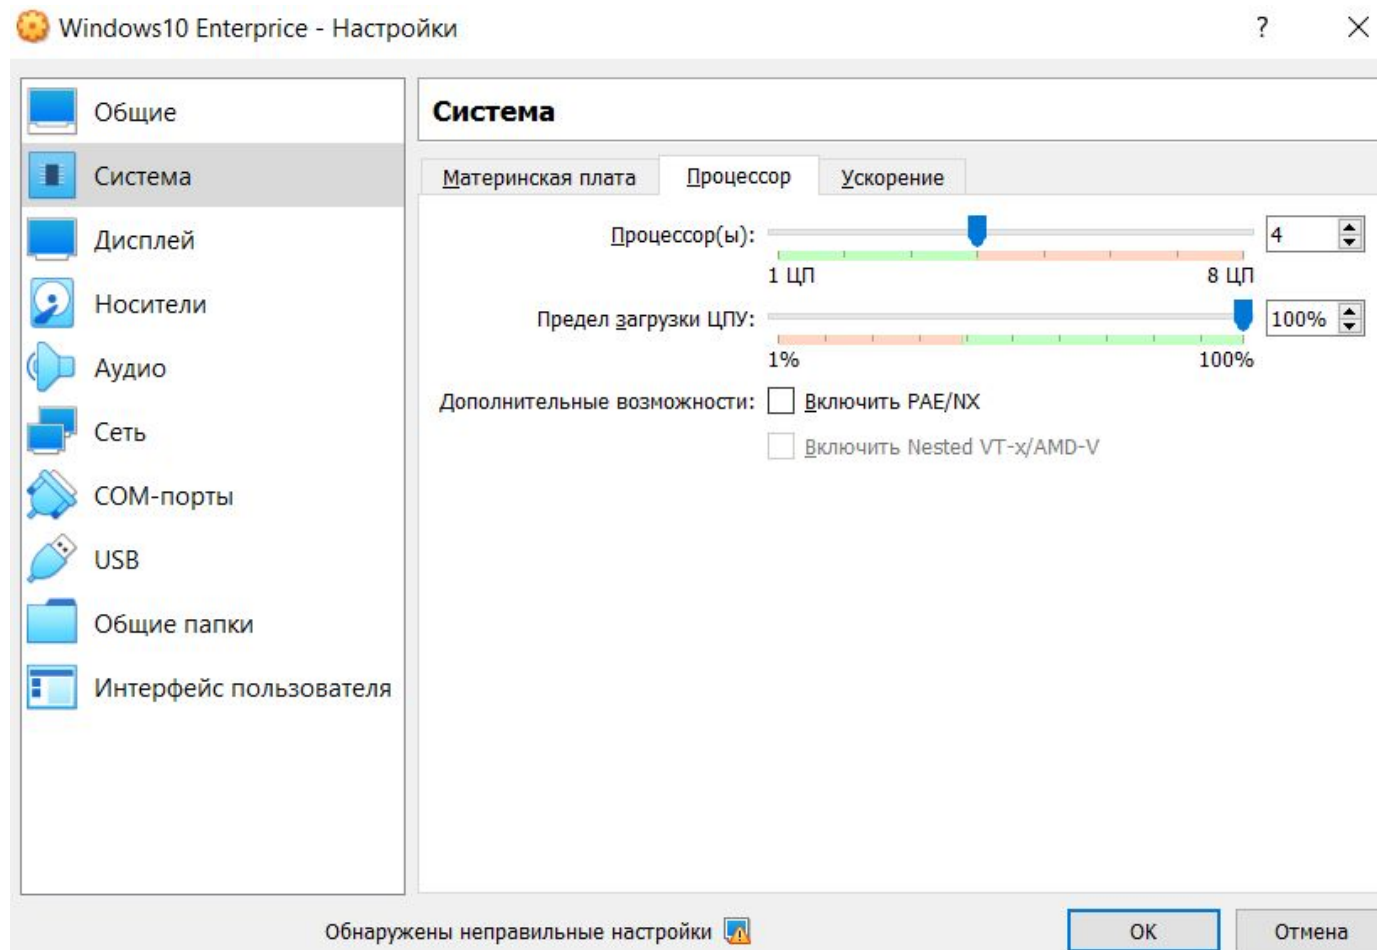 Windows10 Enterprice - Настройки
?
Общие
Система
Дисплей
Носители
Аудио
Сеть
COM-порты
USB
Общие папки
Интерфейс пользователя
Система
Материнская плата
Процессор
Ускорение
Процессор(ы):
4
1 ЦП
8 ЦП
Предел загрузки ЦПУ:
100%
1%
100%
Дополнительные возможности:
Включить PAE/NX
Включить Nested VT-x/AMD-V
Обнаружены неправильные настройки
OK
Отмена